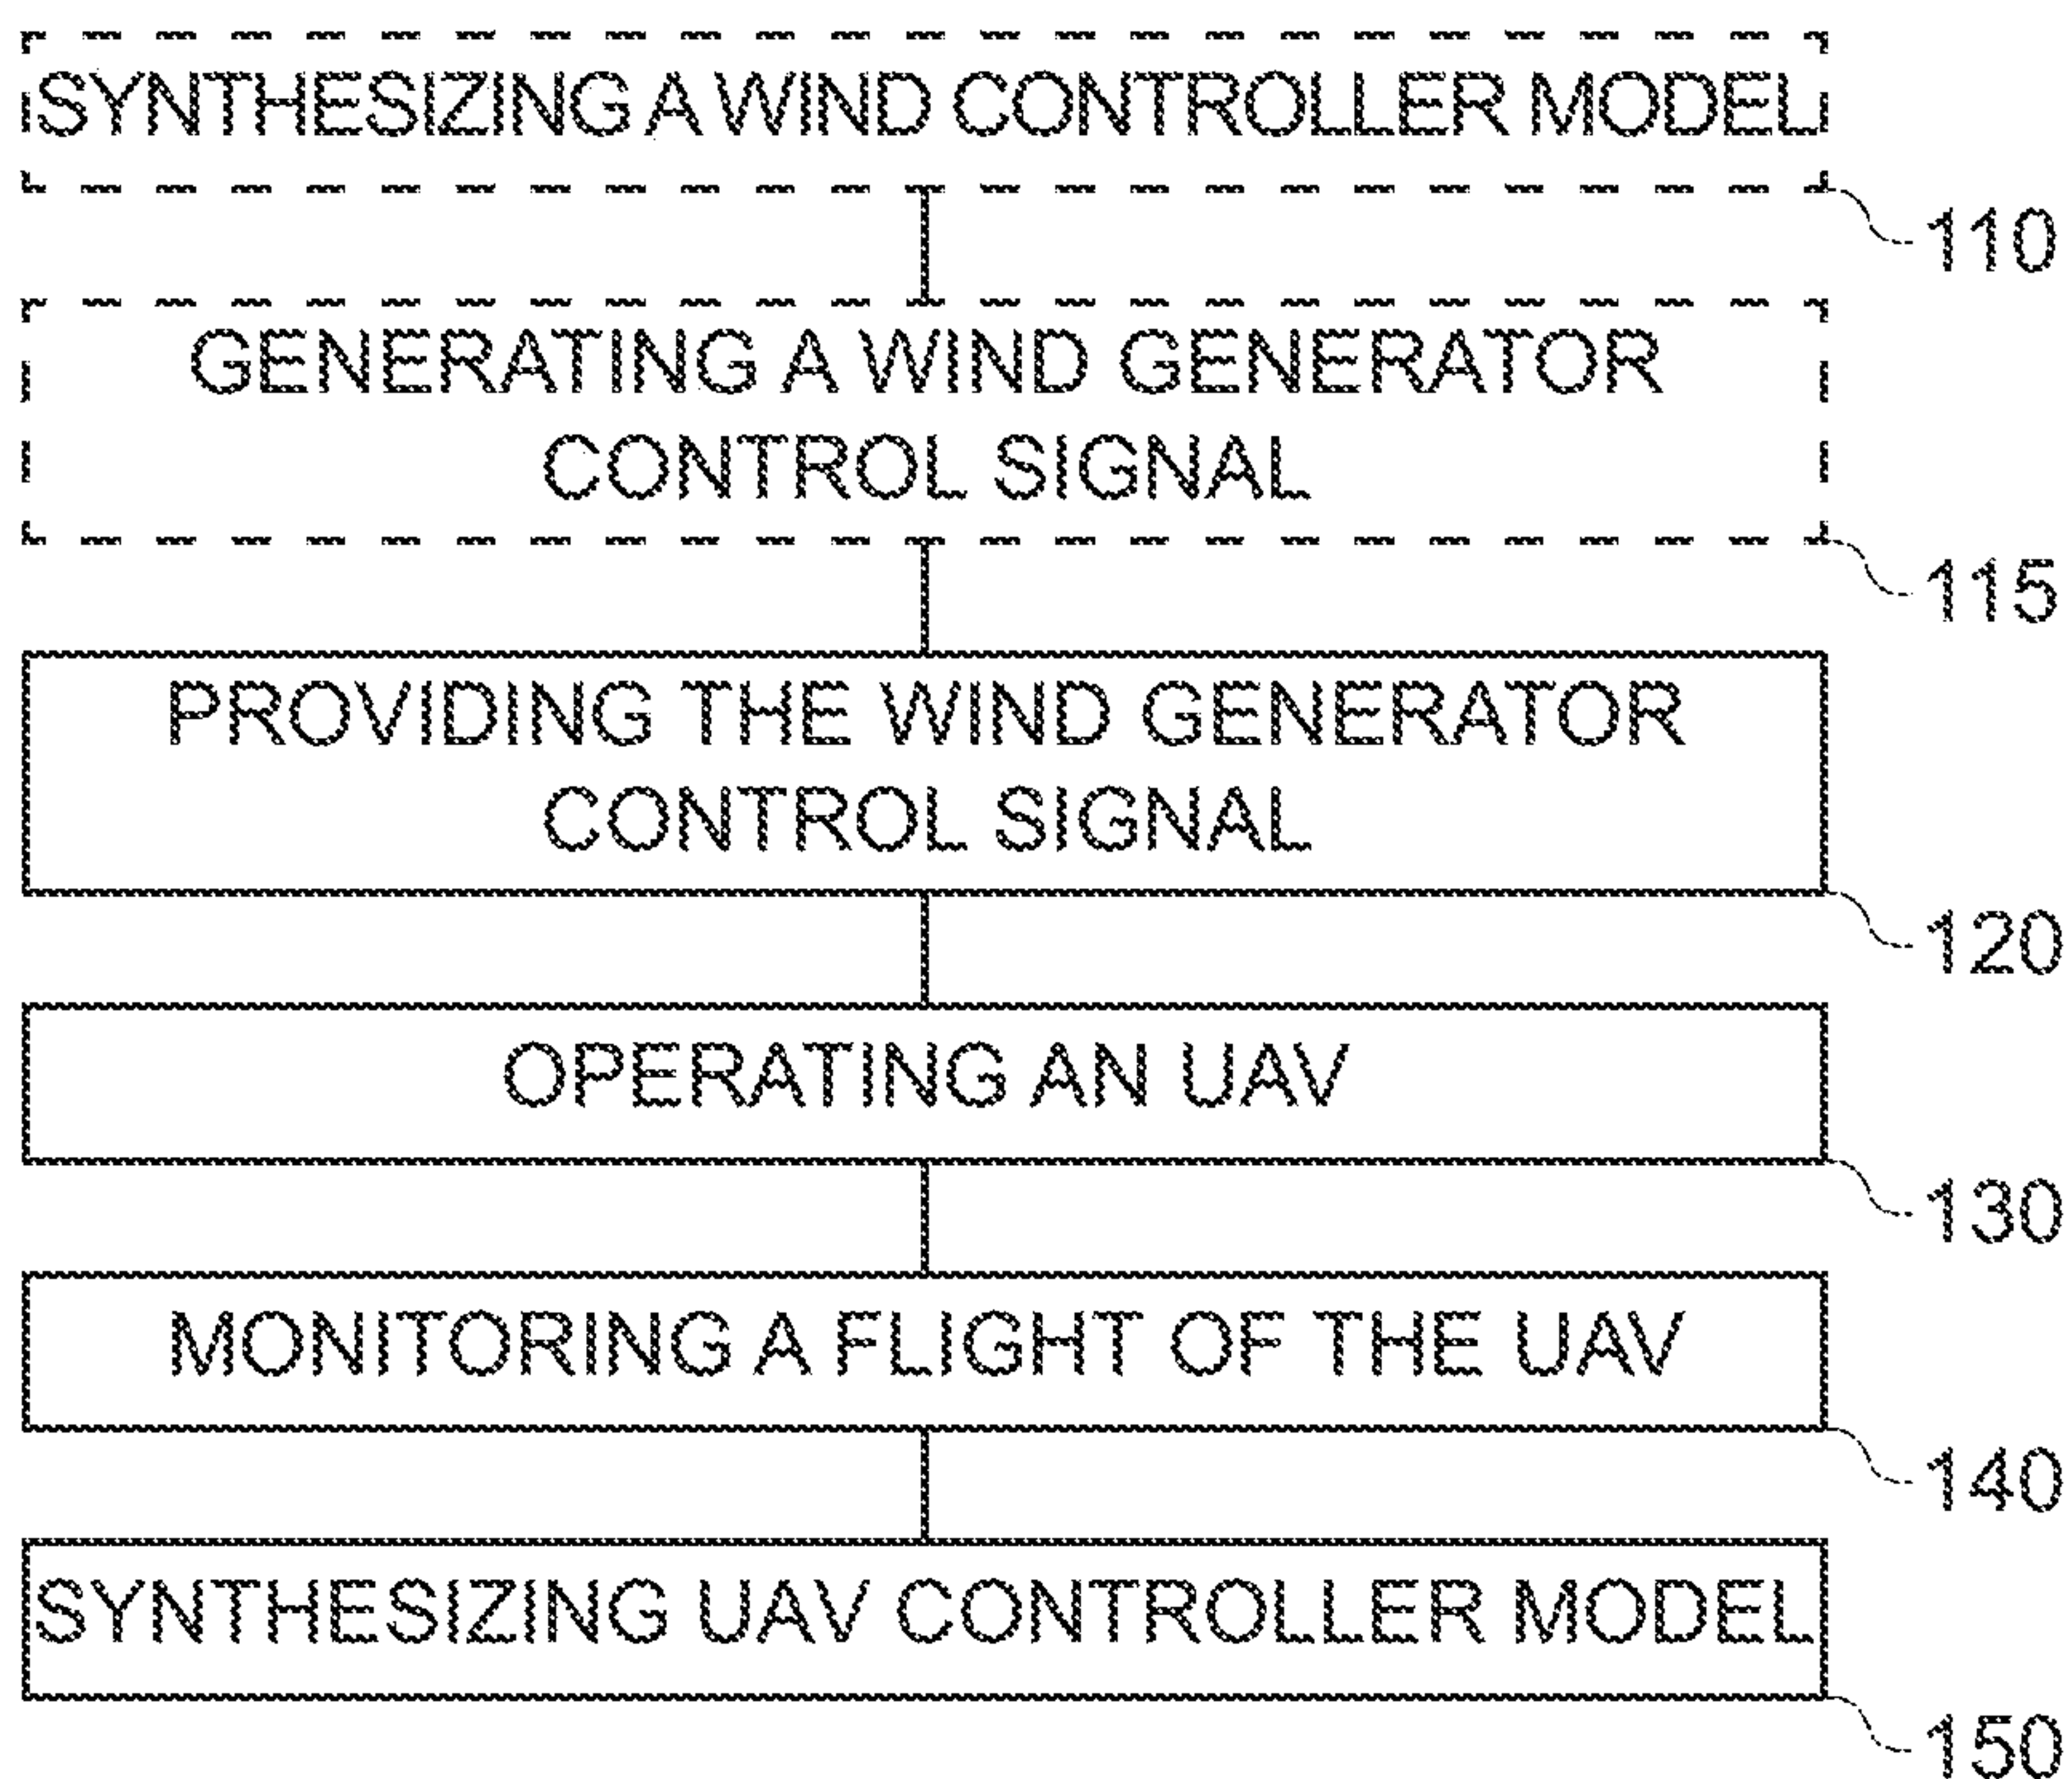 SYNTHESIZING A WIND CONTROLLER MODEL
110
GENERATING A WIND GENERATOR
CONTROL SIGNAL
115
PROVIDING THE WIND GENERATOR
CONTROL SIGNAL
120
OPERATING AN UAV
130
MONITORING A FLIGHT OF THE UAV
140
SYNTHESIZING UAV CONTROLLER MODEL
150